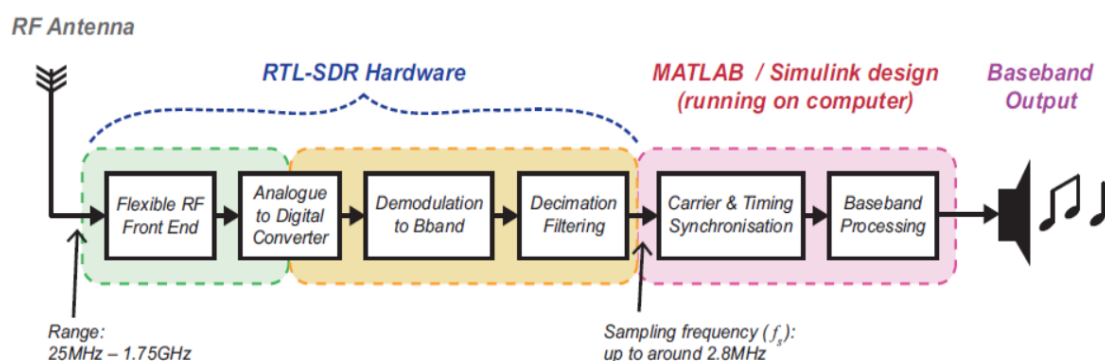 RF Antenna
RTL-SDR Hardware
MATLAB / Simulink design
(running on computer)
Baseband
Output
Flexible RF
Front End
Analogue
to Digital
Converter
Demodulation
to Bband
Decimation
Filtering
Carrier & Timing
Synchronisation
Baseband
Processing
Range:
25MHz – 1.75GHz
Sampling frequency (fs):
up to around 2.8MHz